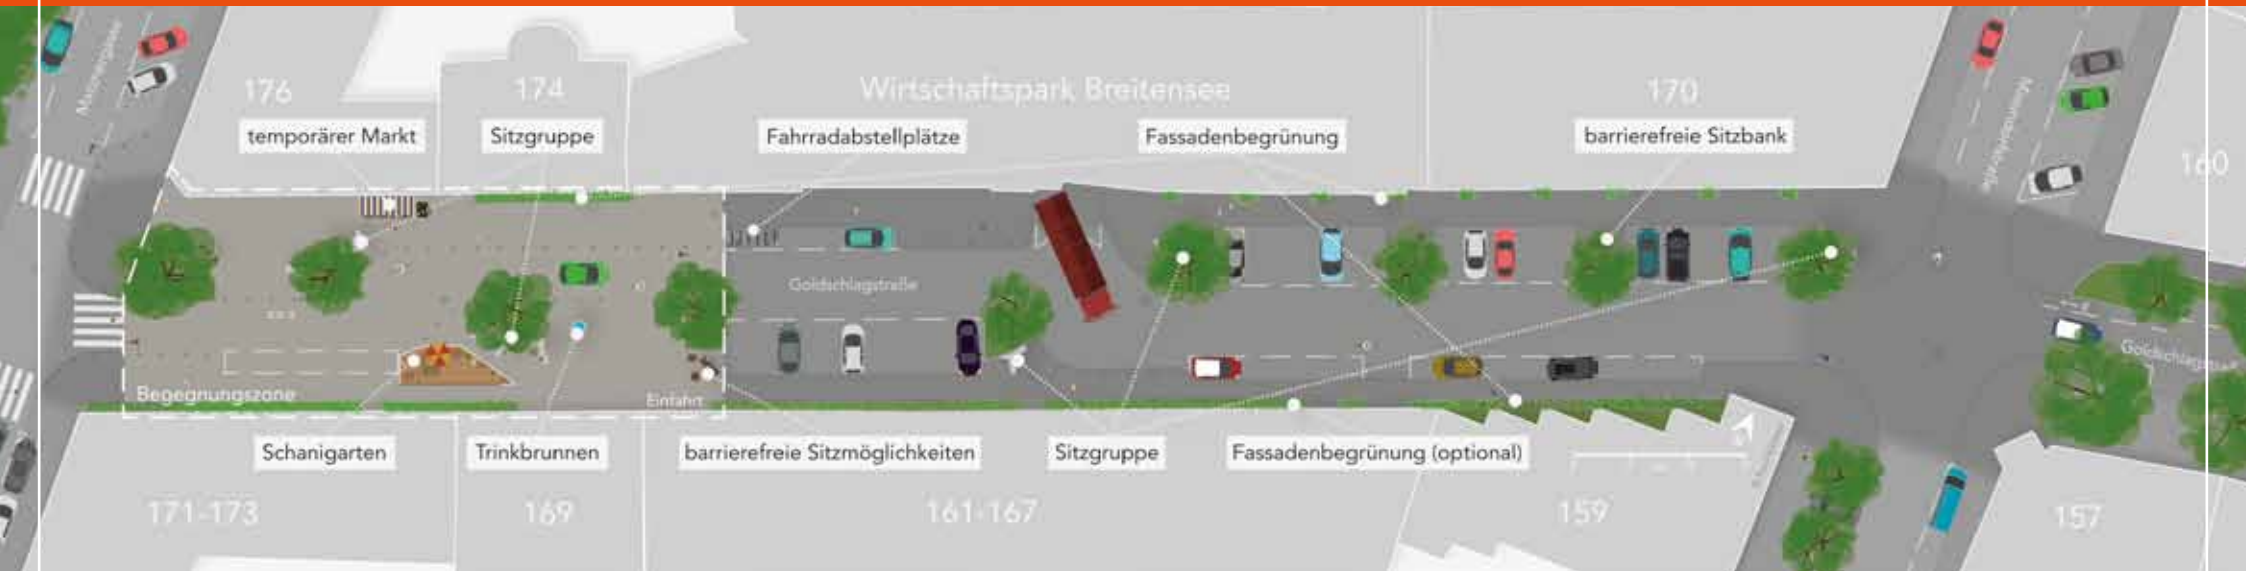 176
174
Wirtschaftspark Breitensee
170
temporärer Markt
Sitzgruppe
Fahrradabstellplätze
Fassadenbegrünung
barrierefreie Sitzbank
160
Goldschlagstraße
Begegnungszone
Einfahrt
Schanigarten
Trinkbrunnen
barrierefreie Sitzmöglichkeiten
Sitzgruppe
Fassadenbegrünung (optional)
171-173
169
161-167
159
157